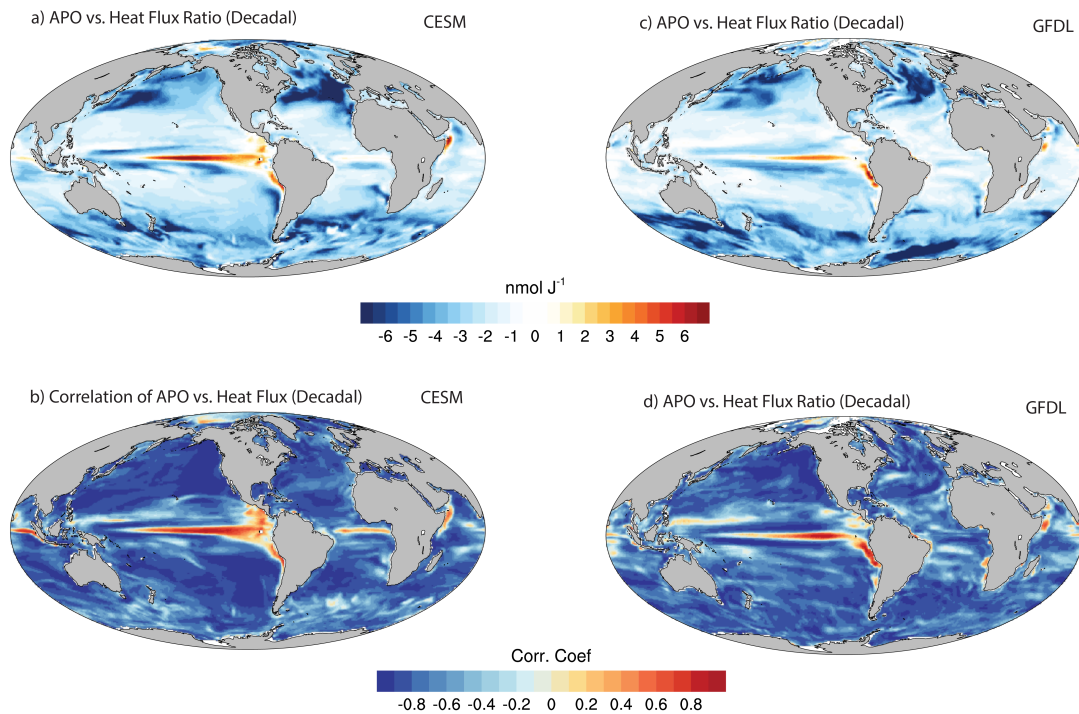 a) APO vs. Heat Flux Ratio (Decadal) CESM
c) APO vs. Heat Flux Ratio (Decadal) GFDL
nmol J⁻¹
-6 -5 -4 -3 -2 -1 0 1 2 3 4 5 6
b) Correlation of APO vs. Heat Flux (Decadal) CESM
d) APO vs. Heat Flux Ratio (Decadal) GFDL
Corr. Coef
-0.8 -0.6 -0.4 -0.2 0 0.2 0.4 0.6 0.8